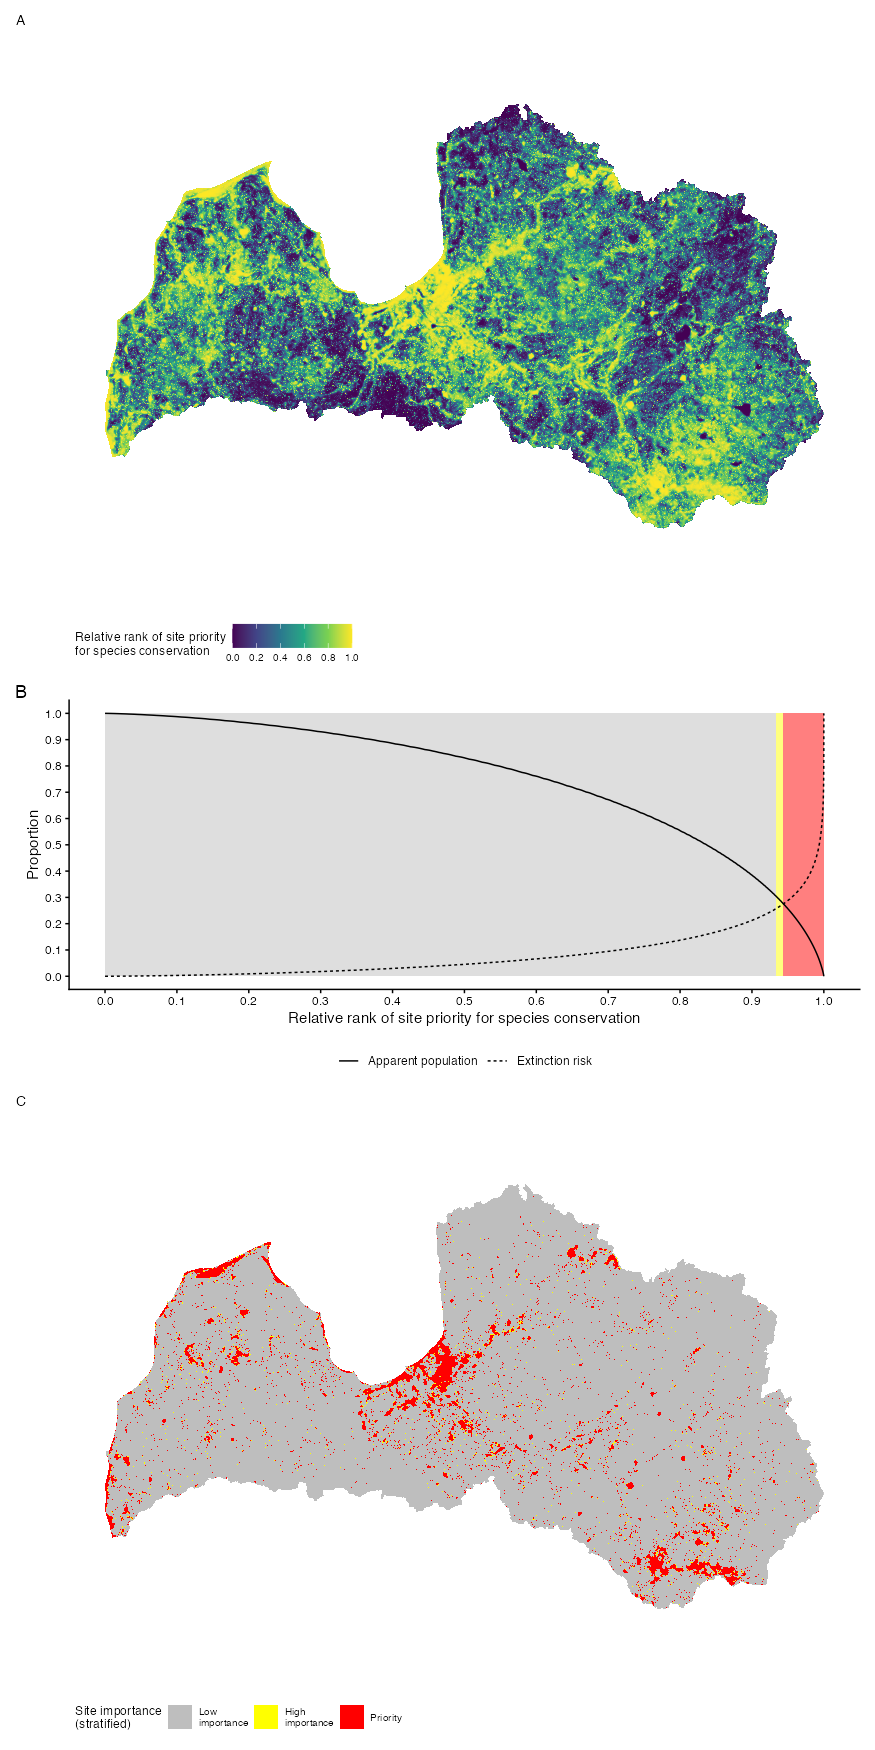 A
Relative rank of site priority
for species conservation
0.0 0.2 0.4 0.6 0.8 1.0
B
Proportion
1.0
0.9
0.8
0.7
0.6
0.5
0.4
0.3
0.2
0.1
0.0
0.0 0.1 0.2 0.3 0.4 0.5 0.6 0.7 0.8 0.9 1.0
Relative rank of site priority for species conservation
Apparent population Extinction risk
C
Site importance
(stratified)
Low
importance
High
importance
Priority